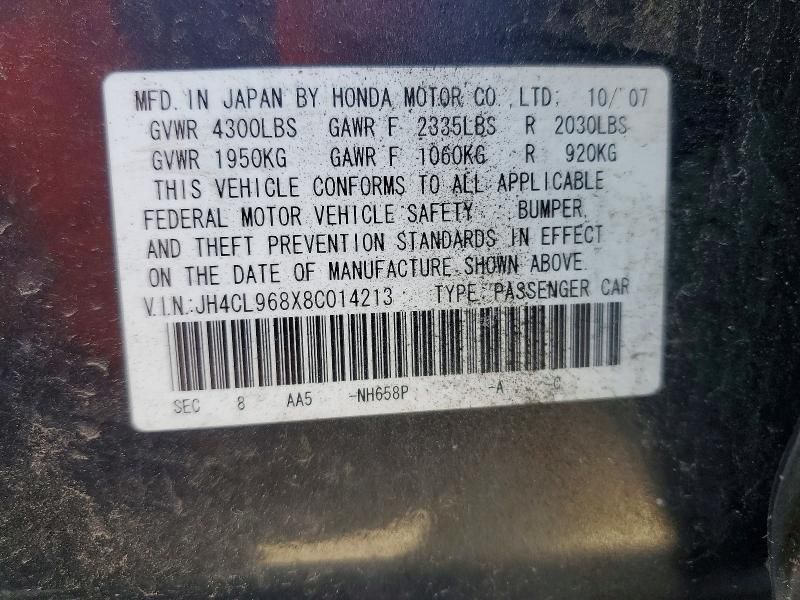 MFD. IN JAPAN BY HONDA MOTOR CO., LTD. 10/ 07
GVWR 4300LBS GAWR F 2335LBS R 2030LBS
GVWR 1950KG GAWR F 1060KG R 920KG
THIS VEHICLE CONFORMS TO ALL APPLICABLE
FEDERAL MOTOR VEHICLE SAFETY BUMPER,
AND THEFT PREVENTION STANDARDS IN EFFECT
ON THE DATE OF MANUFACTURE SHOWN ABOVE.
V.I.N.:JH4CL968X8C014213 TYPE:PASSENGER CAR
SEC 8 AA5 -NH658P -A -C